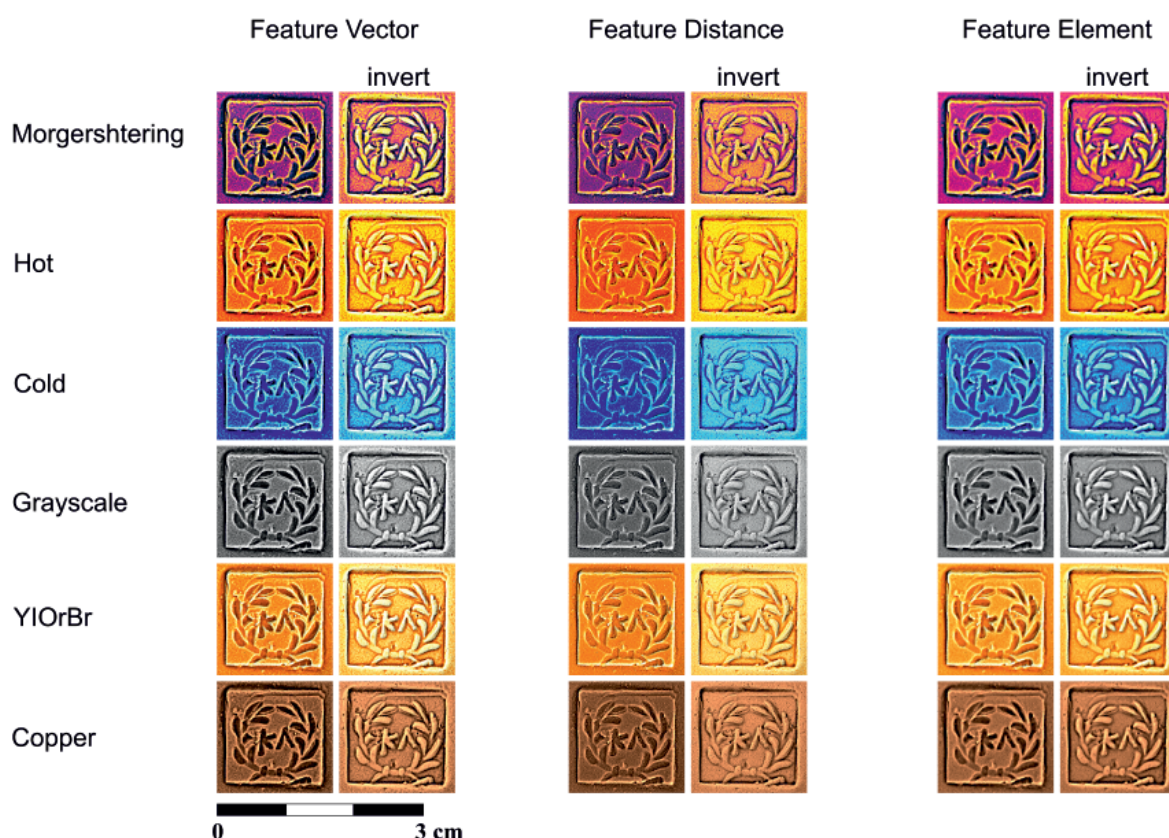 Feature Vector Feature Distance Feature Element
invert invert invert
Morgershtering
Hot
Cold
Grayscale
YlOrBr
Copper
0 3 cm